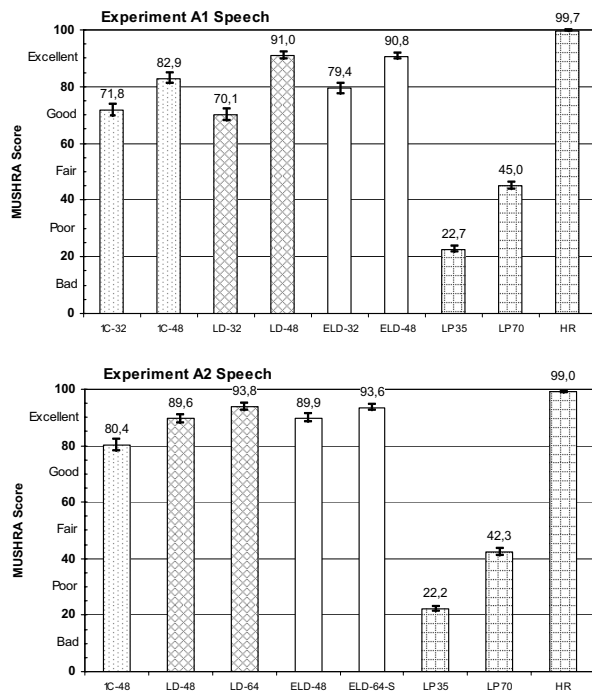 Experiment A1 Speech
MUSHRA Score
100
Excellent
80
Good
60
Fair
40
Poor
20
Bad
0
71,8
82,9
70,1
91,0
79,4
90,8
22,7
45,0
99,7
1C-32 1C-48 LD-32 LD-48 ELD-32 ELD-48 LP35 LP70 HR
Experiment A2 Speech
MUSHRA Score
100
Excellent
80
Good
60
Fair
40
Poor
20
Bad
0
80,4
89,6
93,8
89,9
93,6
22,2
42,3
99,0
1C-48 LD-48 LD-64 ELD-48 ELD-64-S LP35 LP70 HR